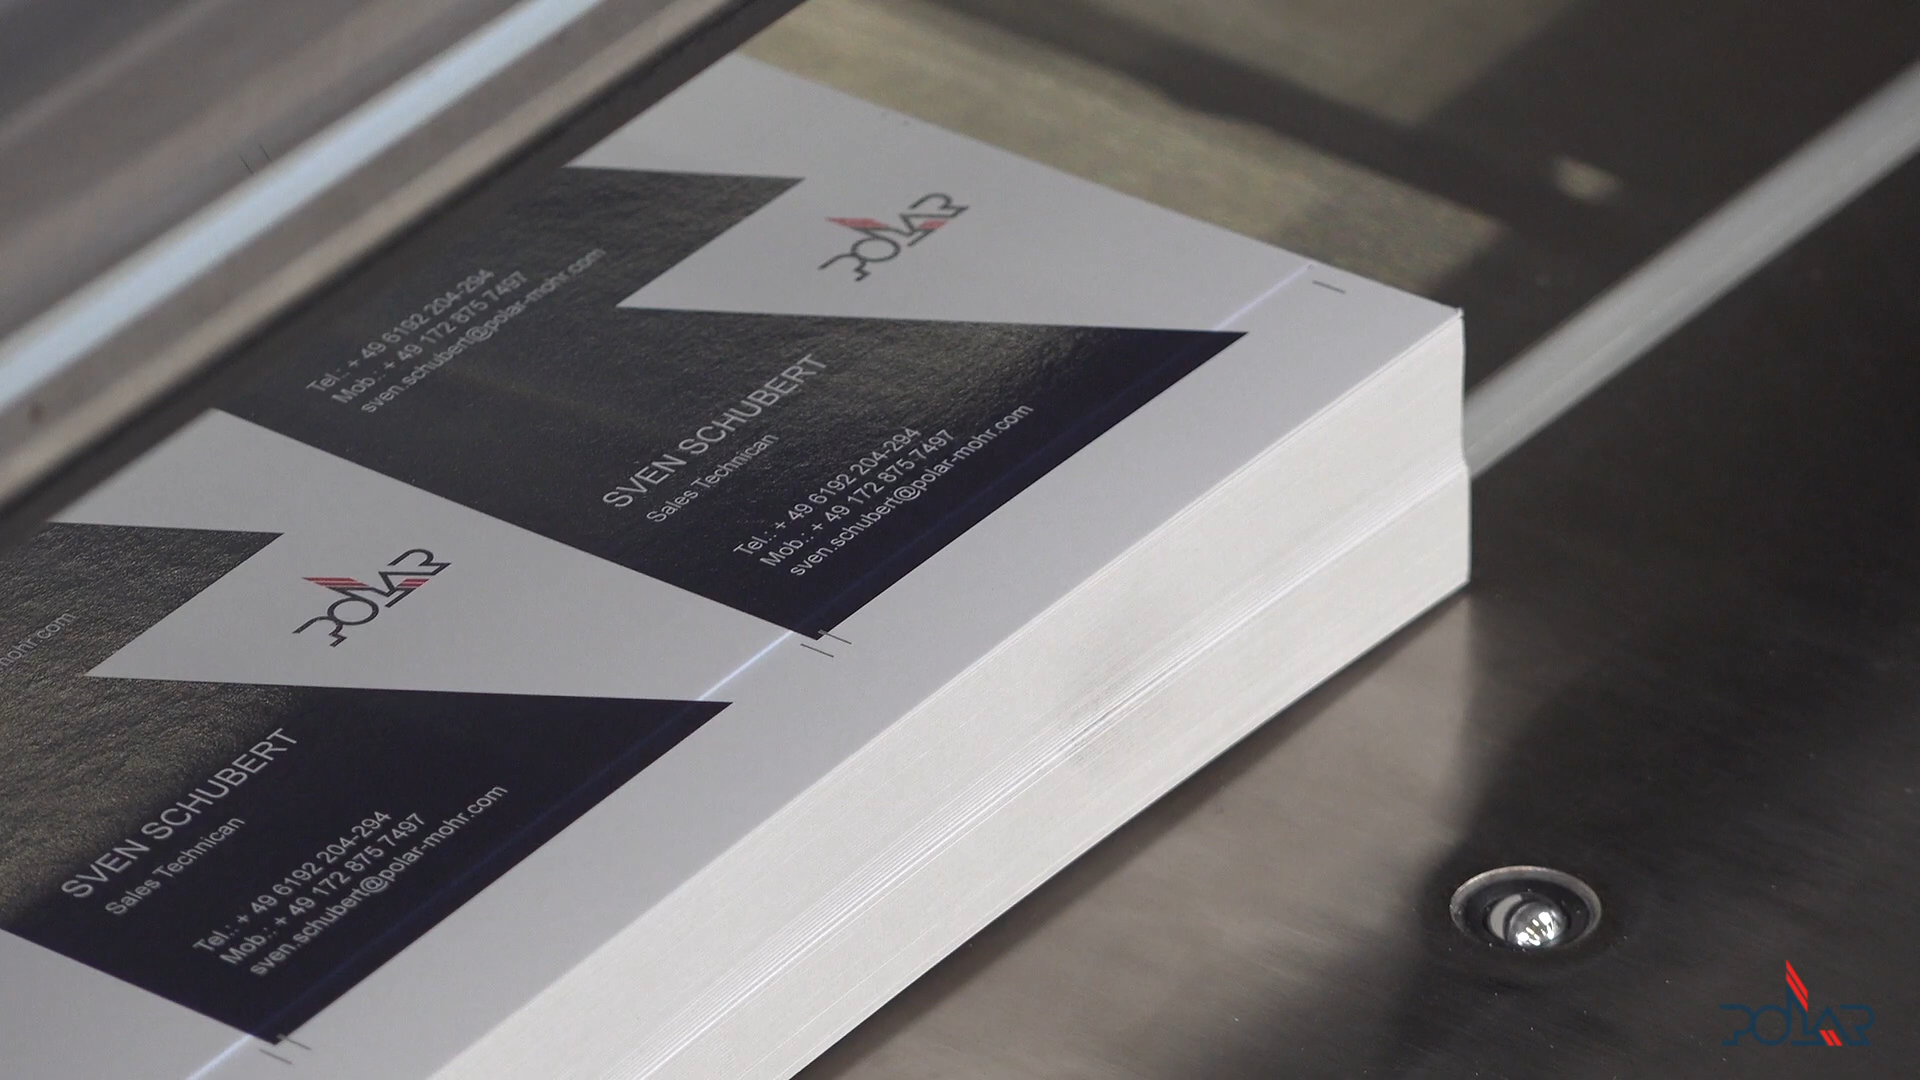 POLAR
Tel.: + 49 6192 204-294
Mob.: + 49 172 875 7497
sven.schubert@polar-mohr.com
SVEN SCHUBERT
Sales Technican
Tel.: + 49 6192 204-294
Mob.: + 49 172 875 7497
sven.schubert@polar-mohr.com
POLAR
mohr.com
SVEN SCHUBERT
Sales Technican
Tel.: + 49 6192 204-294
Mob.: + 49 172 875 7497
sven.schubert@polar-mohr.com
POLAR